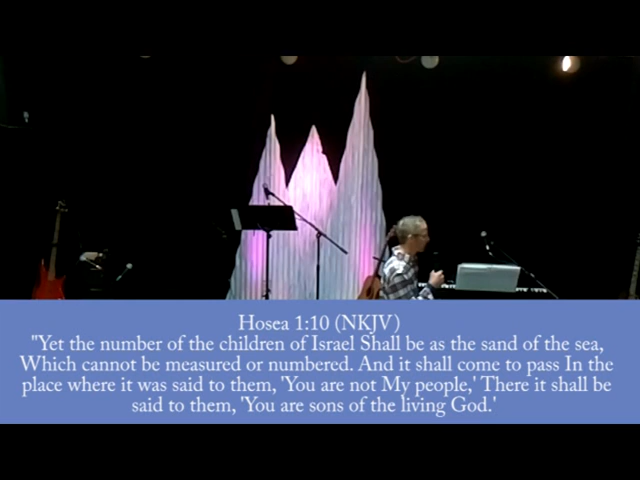 Hosea 1:10 (NKJV)
"Yet the number of the children of Israel Shall be as the sand of the sea,
Which cannot be measured or numbered. And it shall come to pass In the
place where it was said to them, 'You are not My people,' There it shall be
said to them, 'You are sons of the living God.'